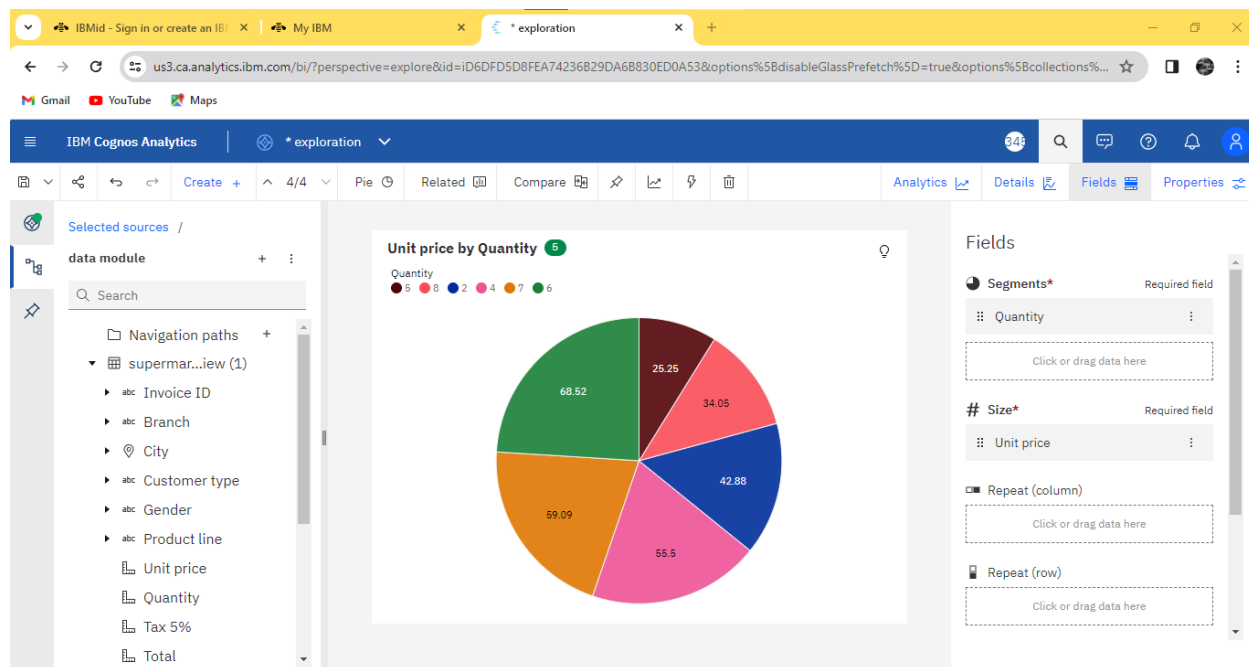 IBMid - Sign in or create an IBM
My IBM
* exploration
us3.ca.analytics.ibm.com/bi/?perspective=explore&id=iD6DFD5D8FEA74236B29DA6B830ED0A53&options%5BdisableGlassPrefetch%5D=true&options%5Bcollections%...
Gmail YouTube Maps
IBM Cognos Analytics * exploration
Create + 4/4 Pie Related Compare Analytics Details Fields Properties
Selected sources /
data module
Search
Navigation paths +
supermar...iew (1)
abc Invoice ID
abc Branch
City
abc Customer type
abc Gender
abc Product line
Unit price
Quantity
Tax 5%
Total
Unit price by Quantity 5
Quantity
5 8 2 4 7 6
25.25
34.05
42.88
55.5
59.09
68.52
Fields
Segments* Required field
Quantity
Click or drag data here
# Size* Required field
Unit price
Repeat (column)
Click or drag data here
Repeat (row)
Click or drag data here